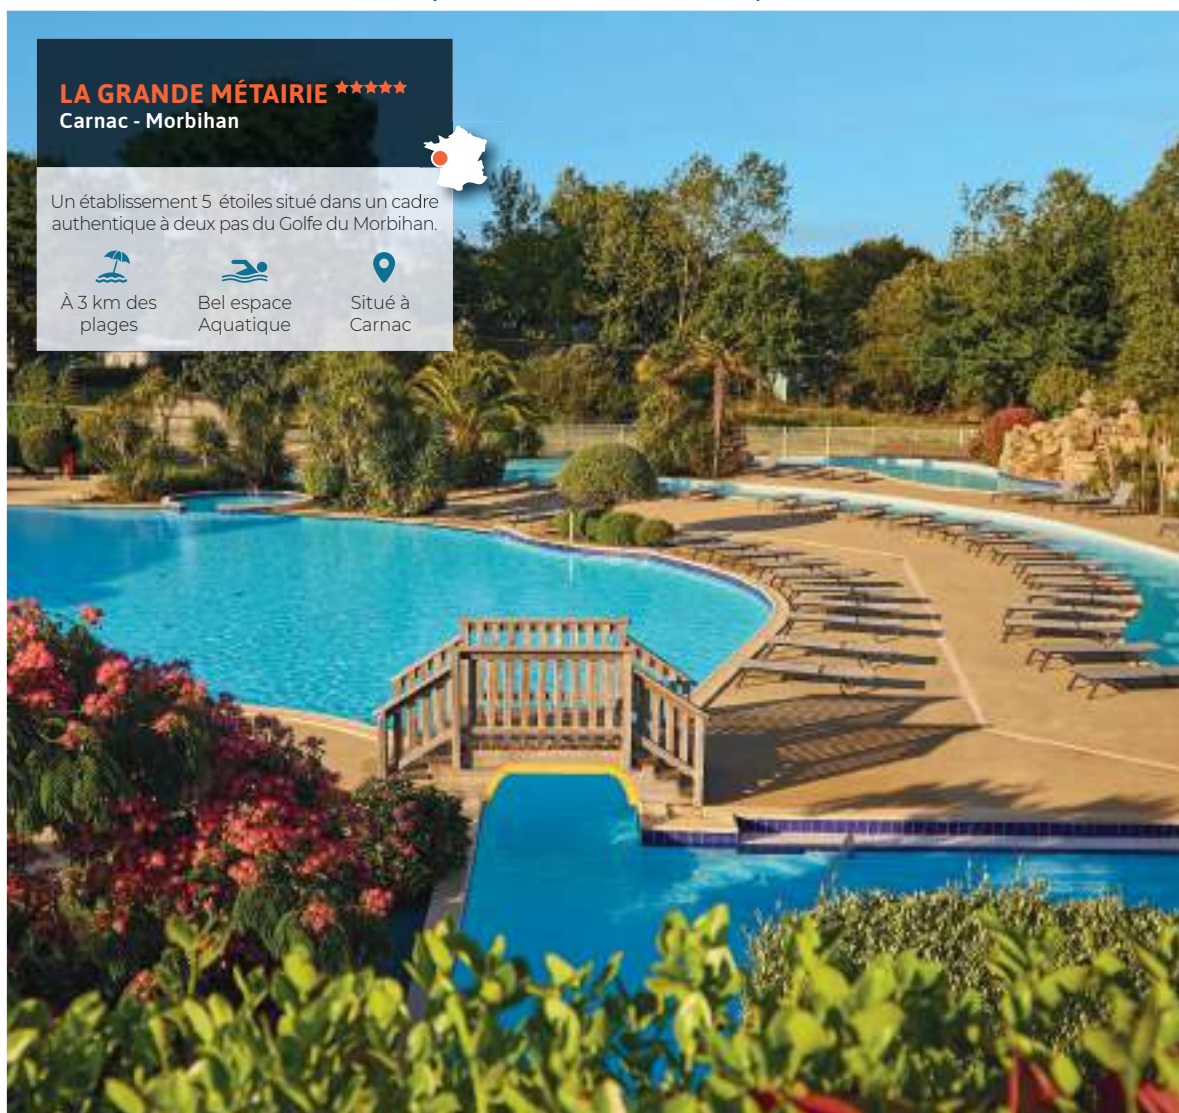 LA GRANDE MÉTAIRIE ★★★★★
Carnac - Morbihan
Un établissement 5 étoiles situé dans un cadre
authentique à deux pas du Golfe du Morbihan.
À 3 km des
plages
Bel espace
Aquatique
Situé à
Carnac